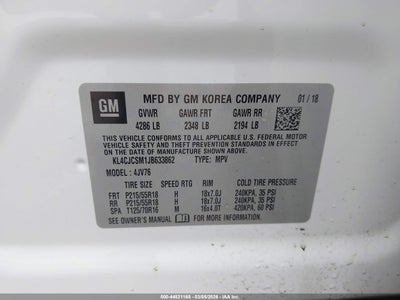 GM
MFD BY GM KOREA COMPANY 01/18
GVWR GAWR FRT GAWR RR
4286 LB 2348 LB 2194 LB
THIS VEHICLE CONFORMS TO ALL APPLICABLE U.S. FEDERAL MOTOR
VEHICLE SAFETY, BUMPER, AND THEFT PREVENTION STANDARDS IN
EFFECT ON THE DATE OF MANUFACTURE SHOWN ABOVE.
KL4CJCSM1JB633862 TYPE: MPV
MODEL: 4JV76
TIRE SIZE SPEED RTG RIM COLD TIRE PRESSURE
FRT P215/55R18 H 18x7.0J 240KPA, 35 PSI
RR P215/55R18 H 18x7.0J 240KPA, 35 PSI
SPA T125/70R16 M 16x4.0T 420KPA, 60 PSI
SEE OWNER'S MANUAL FOR ADDITIONAL INFORMATION.